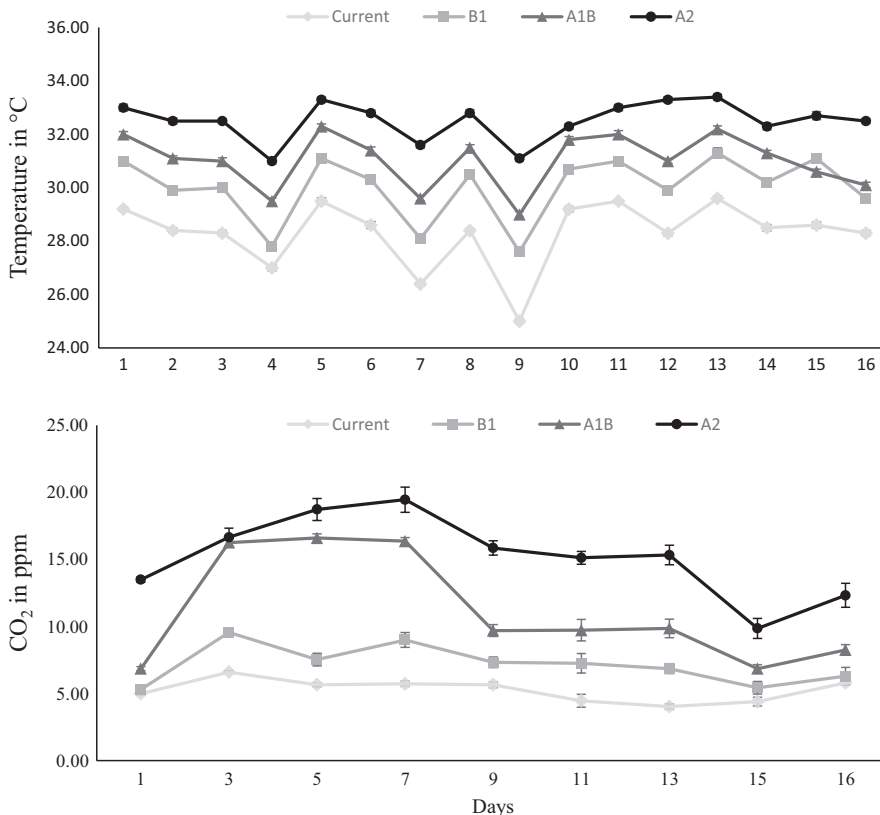 Current B1 A1B A2
36.00
34.00
32.00
30.00
28.00
26.00
24.00
Temperature in °C
1 2 3 4 5 6 7 8 9 10 11 12 13 14 15 16
Current B1 A1B A2
25.00
20.00
15.00
10.00
5.00
0.00
CO₂ in ppm
1 3 5 7 9 11 13 15 16
Days